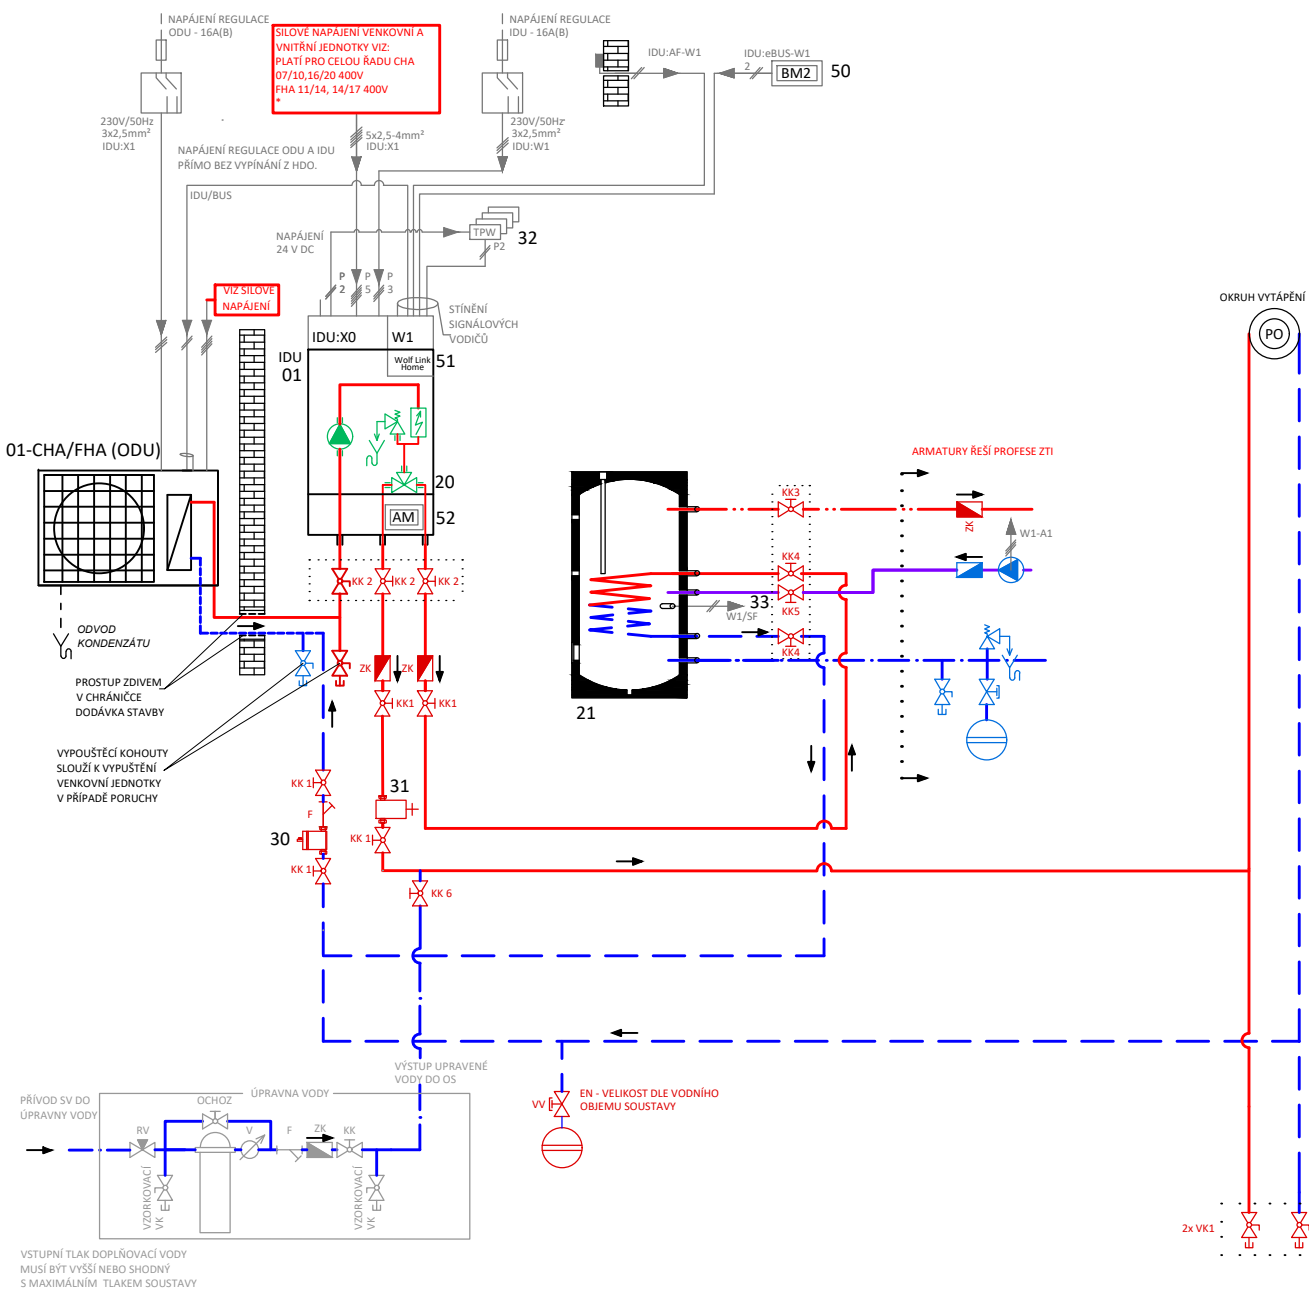 NAPÁJENÍ REGULACE
ODU - 16A(B)
SILOVÉ NAPÁJENÍ VENKOVNÍ A
VNITŘNÍ JEDNOTKY VIZ:
PLATÍ PRO CELOU ŘADU CHA
07/10,16/20 400V
FHA 11/14, 14/17 400V
*
NAPÁJENÍ REGULACE
IDU - 16A(B)
IDU:AF-W1
IDU:eBUS-W1
2
BM2
50
230V/50Hz
3x2,5mm²
IDU:X1
5x2,5-4mm²
IDU:X1
230V/50Hz
3x2,5mm²
IDU:W1
NAPÁJENÍ REGULACE ODU A IDU
PŘÍMO BEZ VYPÍNÁNÍ Z HDO.
IDU/BUS
NAPÁJENÍ
24 V DC
TPW
32
P2
P
2
P
5
P
3
VIZ SILOVÉ
NAPÁJENÍ
STÍNĚNÍ
SIGNÁLOVÝCH
VODIČŮ
OKRUH VYTÁPĚNÍ
PO
IDU:X0
W1
IDU
01
Wolf Link
Home
51
01-CHA/FHA (ODU)
20
AM
52
ARMATURY ŘEŠÍ PROFESE ZTI
KK3
ZK
W1-A1
KK 2
KK 2
KK 2
KK4
33
KK5
W1/SF
KK4
ODVOD
KONDENZÁTU
PROSTUP ZDIVEM
V CHRÁNIČCE
DODÁVKA STAVBY
ZK
ZK
KK1
KK1
21
VYPOUŠTĚCÍ KOHOUTY
SLOUŽÍ K VYPUŠTĚNÍ
VENKOVNÍ JEDNOTKY
V PŘÍPADĚ PORUCHY
KK 1
31
F
30
KK 1
KK 1
KK 6
VÝSTUP UPRAVENÉ
VODY DO OS
PŘÍVOD SV DO
ÚPRAVNY VODY
ÚPRAVNA VODY
OCHOZ
RV
V
F
ZK
KK
VZORKOVACÍ
VK
VZORKOVACÍ
VK
VV
EN - VELIKOST DLE VODNÍHO
OBJEMU SOUSTAVY
2x VK1
VSTUPNÍ TLAK DOPLŇOVACÍ VODY
MUSÍ BÝT VYŠŠÍ NEBO SHODNÝ
S MAXIMÁLNÍM TLAKEM SOUSTAVY